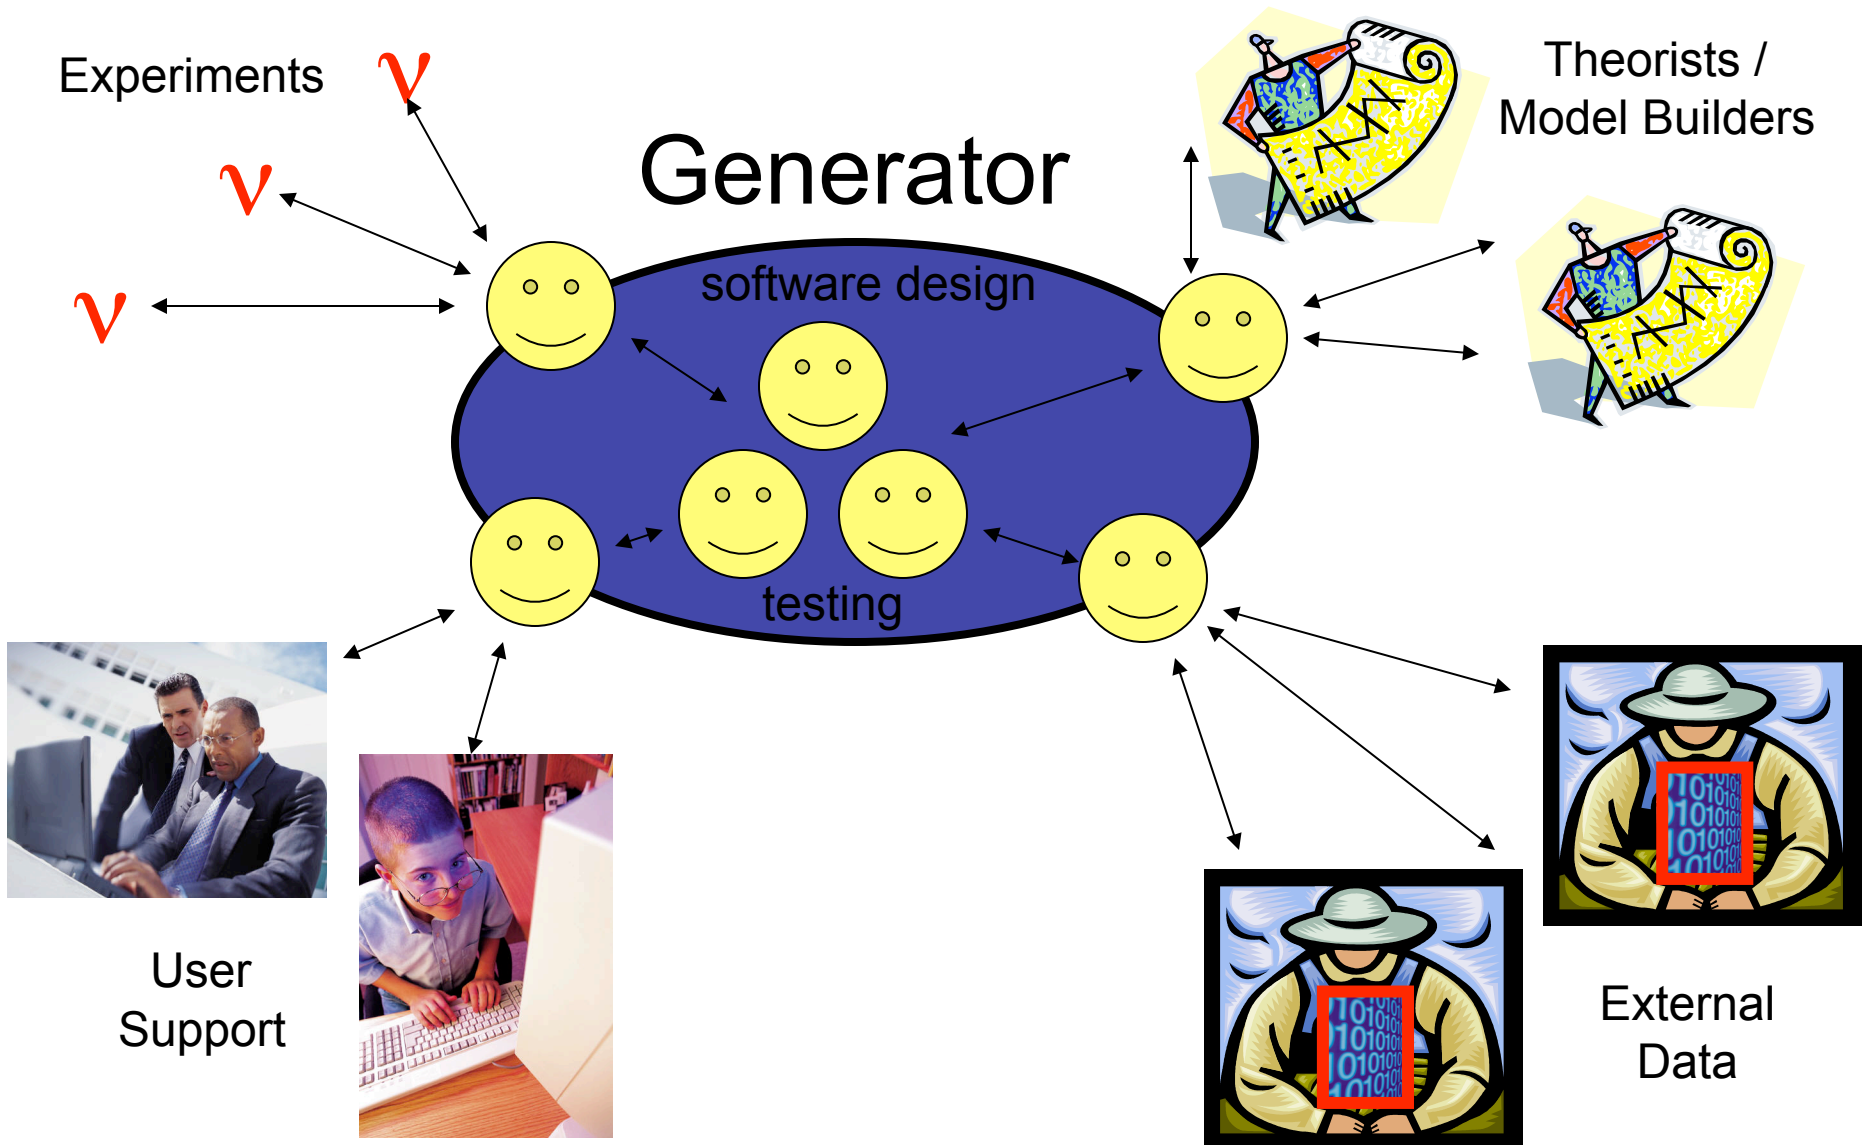 Experiments
ν
ν
ν
Generator
Theorists /
Model Builders
software design
testing
User
Support
External
Data